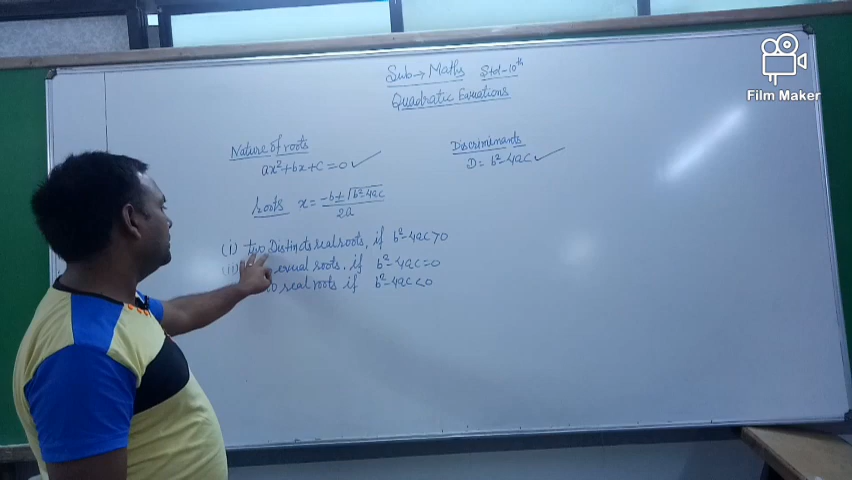 Sub→ Maths Std-10th
Quadratic Equations
Nature of roots
ax²+bx+c=0 ✓
Discriminants
D= b²-4ac ✓
roots x= -b±√b²-4ac / 2a
(i) two Distincts real roots, if b²-4ac>0
equal roots. if b²-4ac=0
real roots if b²-4ac<0
Film Maker